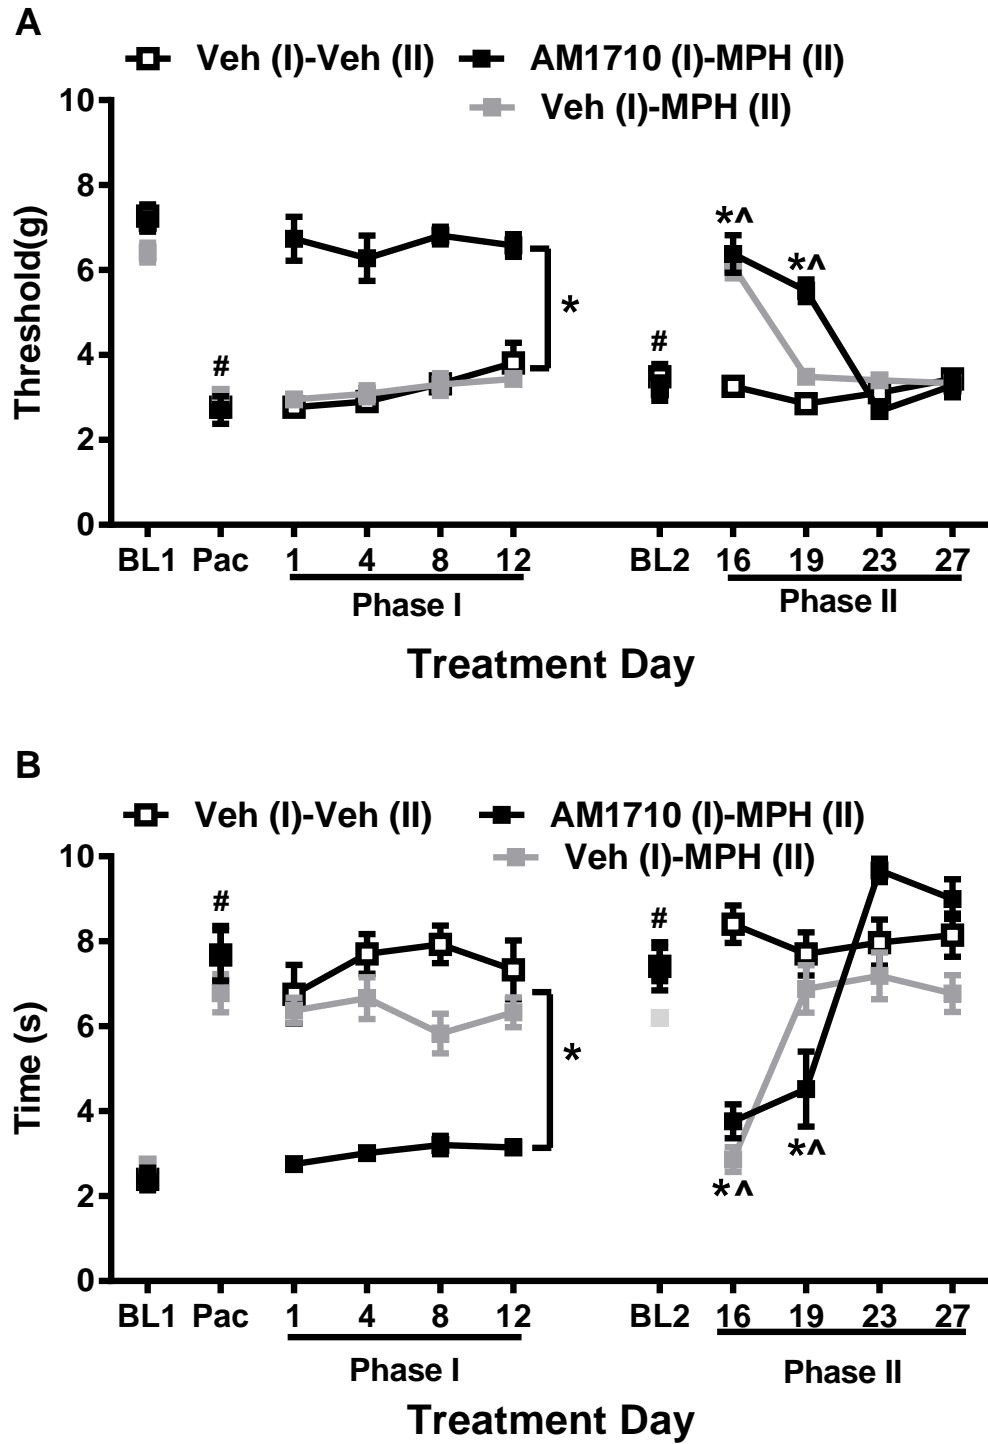 A
Veh (I)-Veh (II) AM1710 (I)-MPH (II)
Veh (I)-MPH (II)
10
8
6
4
2
0
Threshold(g)
#
*
#
*^
*^
BL1 Pac 1 4 8 12 BL2 16 19 23 27
Phase I Phase II
Treatment Day
B
Veh (I)-Veh (II) AM1710 (I)-MPH (II)
Veh (I)-MPH (II)
10
8
6
4
2
0
Time (s)
#
*
#
*^
*^
BL1 Pac 1 4 8 12 BL2 16 19 23 27
Phase I Phase II
Treatment Day